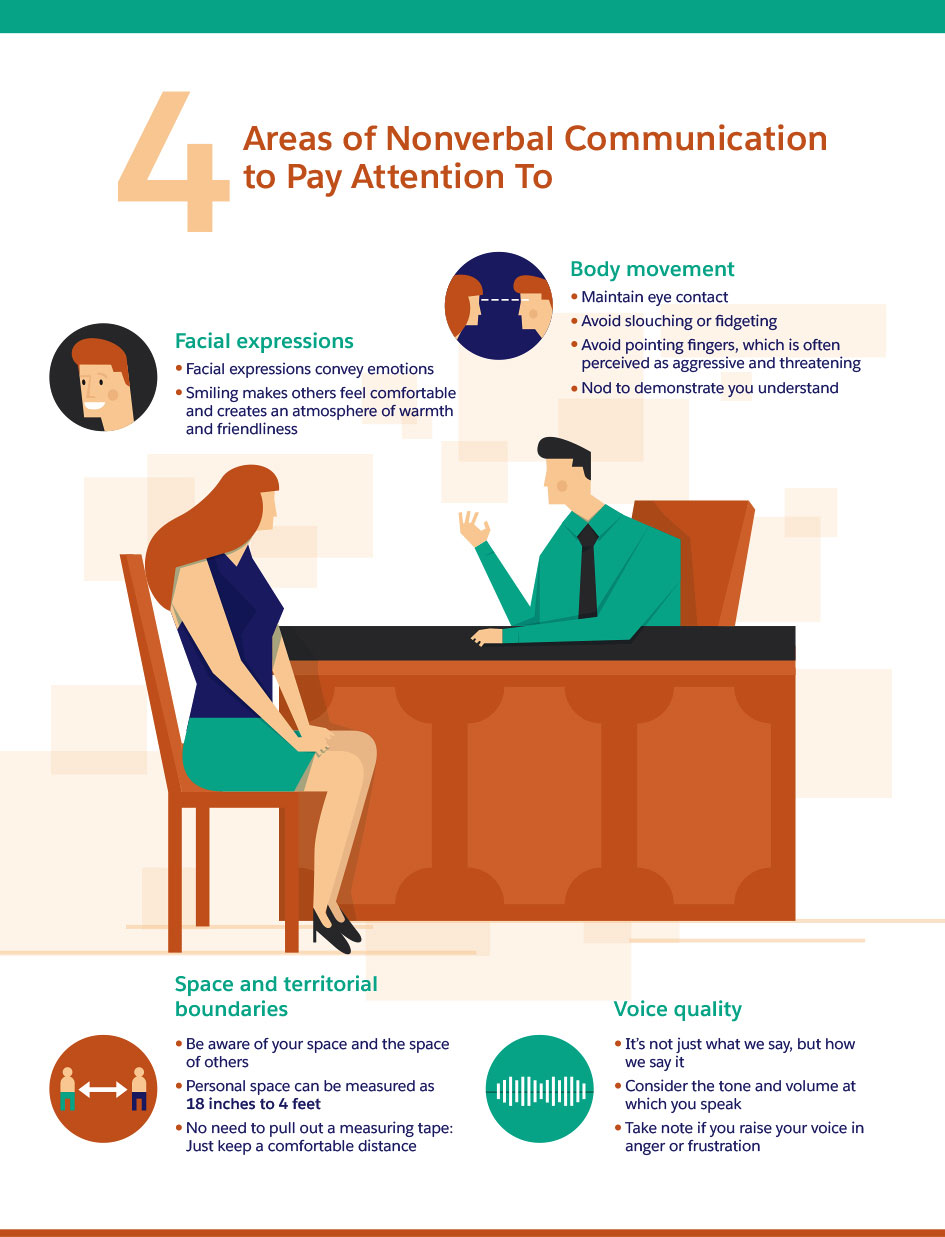 4
Areas of Nonverbal Communication
to Pay Attention To
Facial expressions
• Facial expressions convey emotions
• Smiling makes others feel comfortable
and creates an atmosphere of warmth
and friendliness
Body movement
• Maintain eye contact
• Avoid slouching or fidgeting
• Avoid pointing fingers, which is often
perceived as aggressive and threatening
• Nod to demonstrate you understand
Space and territorial
boundaries
• Be aware of your space and the space
of others
• Personal space can be measured as
18 inches to 4 feet
• No need to pull out a measuring tape:
Just keep a comfortable distance
Voice quality
• It's not just what we say, but how
we say it
• Consider the tone and volume at
which you speak
• Take note if you raise your voice in
anger or frustration